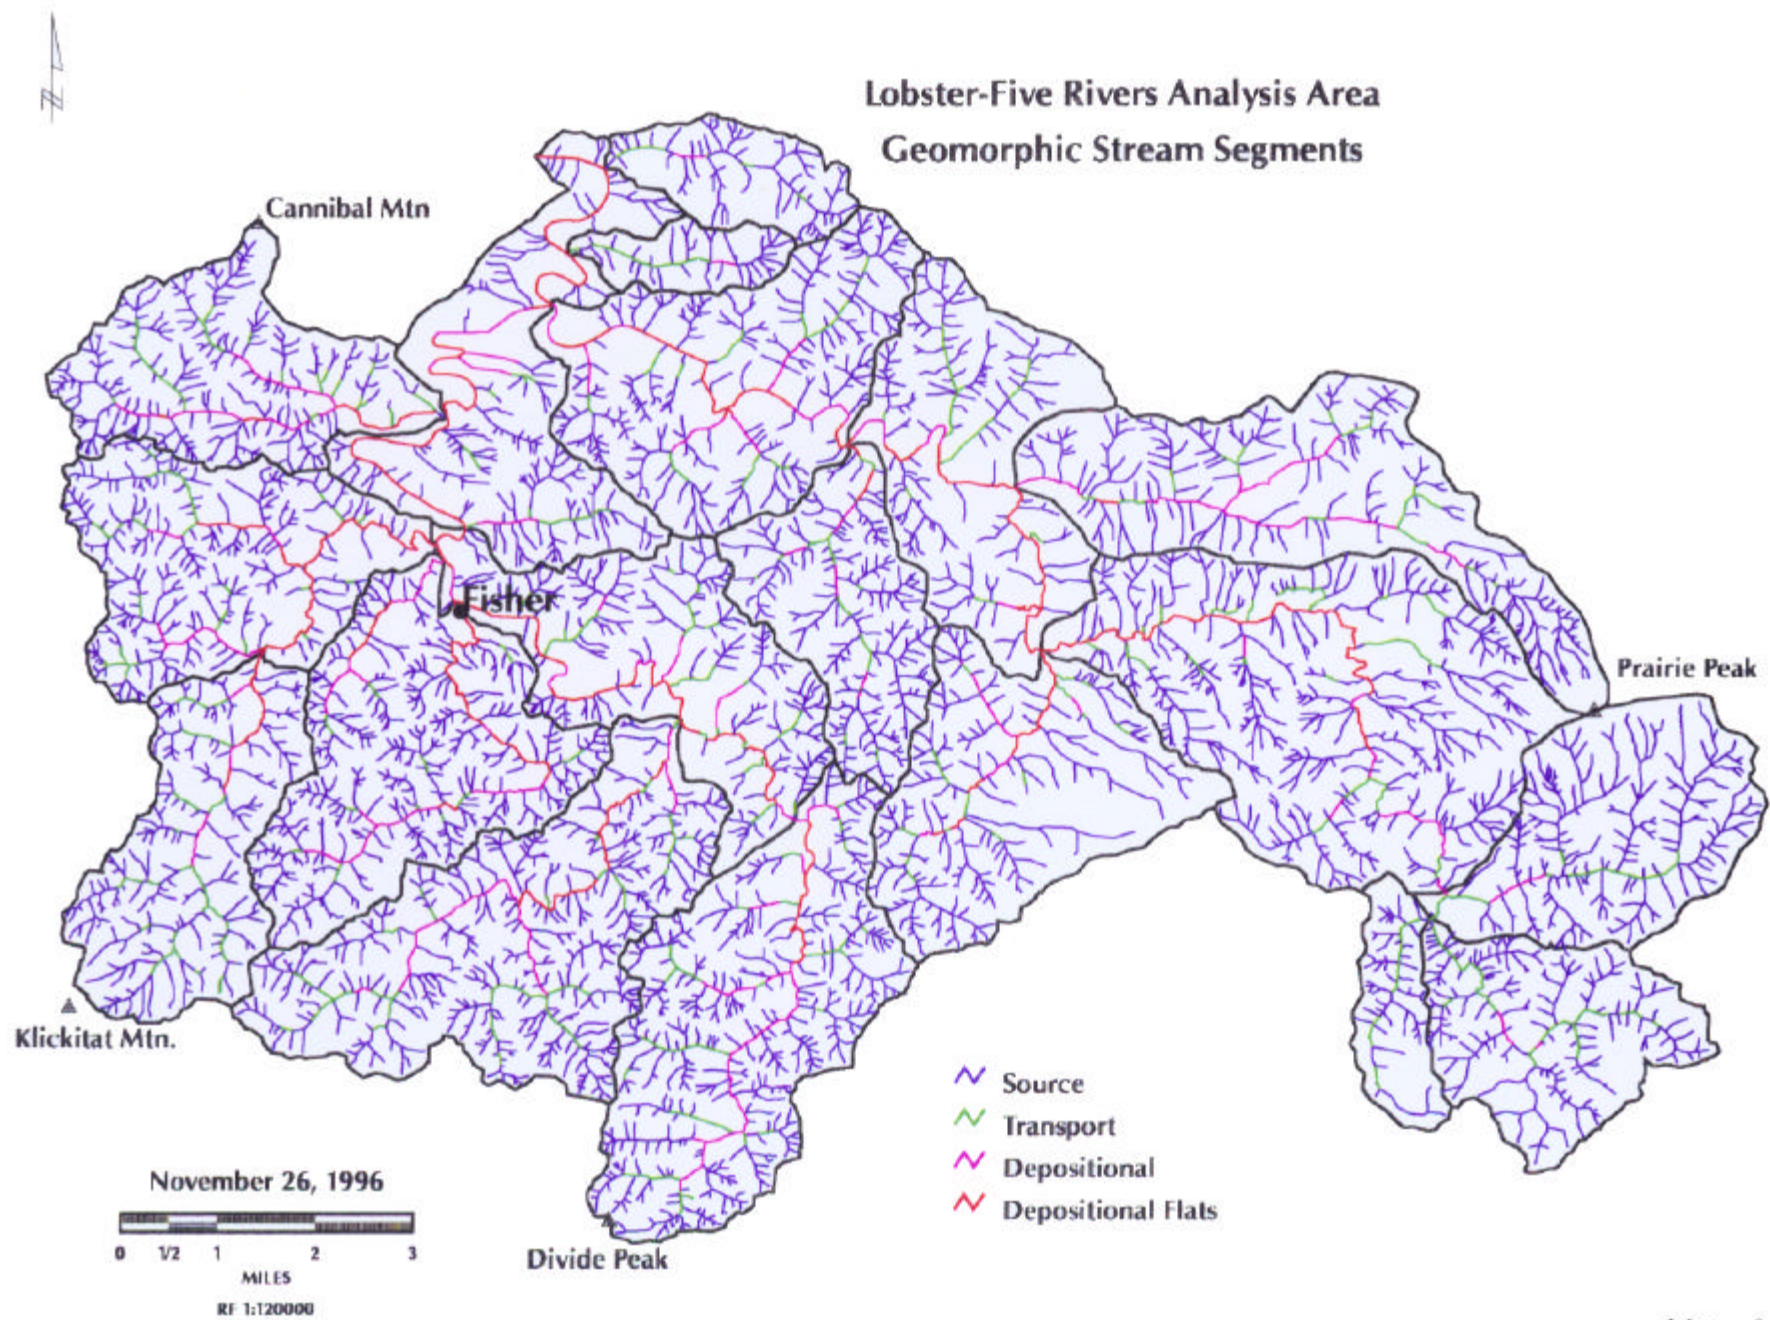 Lobster-Five Rivers Analysis Area
Geomorphic Stream Segments
Cannibal Mtn
Fisher
Prairie Peak
Klickitat Mtn.
Divide Peak
Source
Transport
Depositional
Depositional Flats
November 26, 1996
0 1/2 1 2 3
MILES
RF 1:120000